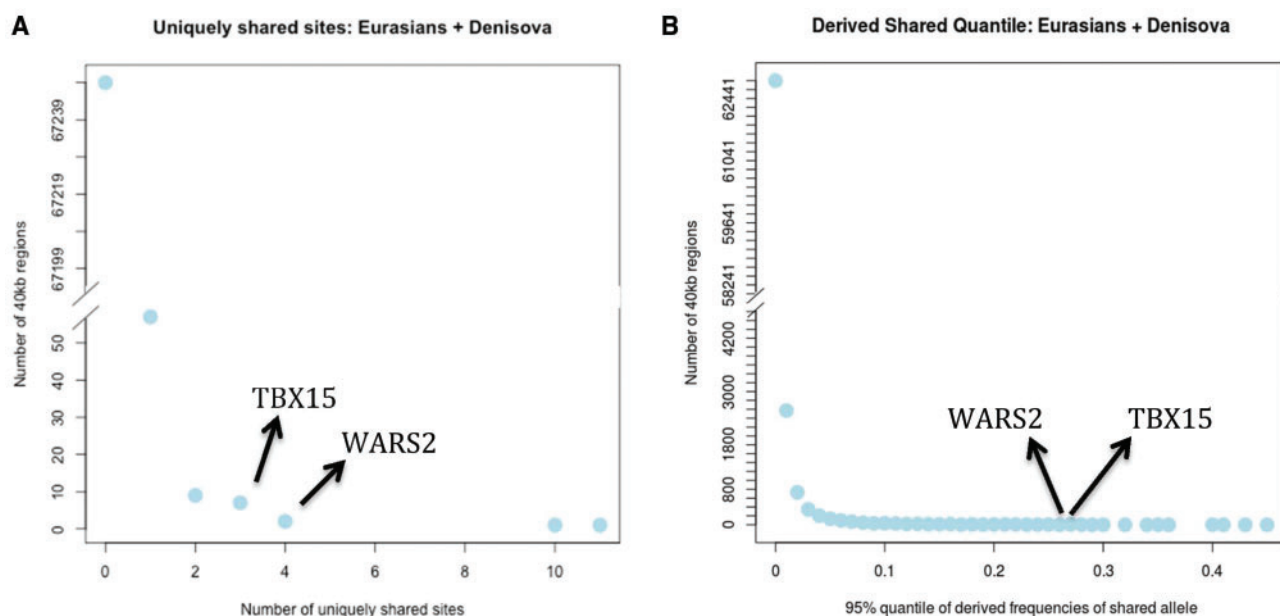 A
Uniquely shared sites: Eurasians + Denisova
Number of 40kb regions
67239
67219
67199
50
40
30
20
10
0
TBX15
WARS2
0 2 4 6 8 10
Number of uniquely shared sites
B
Derived Shared Quantile: Eurasians + Denisova
Number of 40kb regions
62441
61041
59641
58241
4200
3000
1800
800
0
WARS2 TBX15
0 0.1 0.2 0.3 0.4
95% quantile of derived frequencies of shared allele